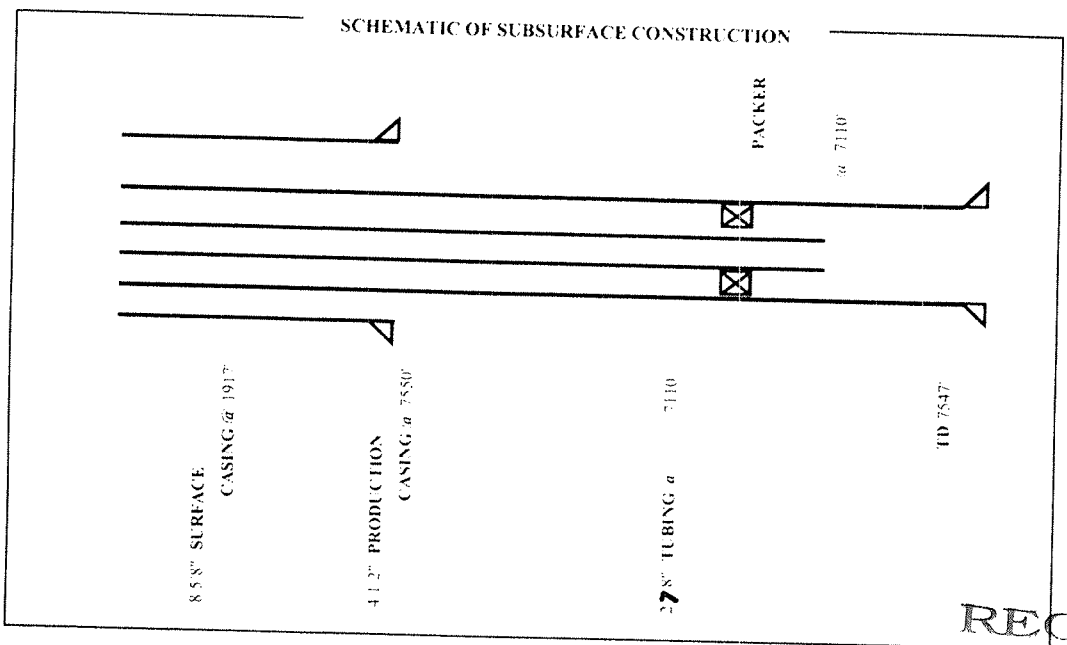 SCHEMATIC OF SUBSURFACE CONSTRUCTION
PACKER
@ 7110'
8 5/8" SURFACE
CASING @ 1917'
4 1/2" PRODUCTION
CASING @ 7550'
2 7/8" TUBING @ 7110
TD 7547'
REC